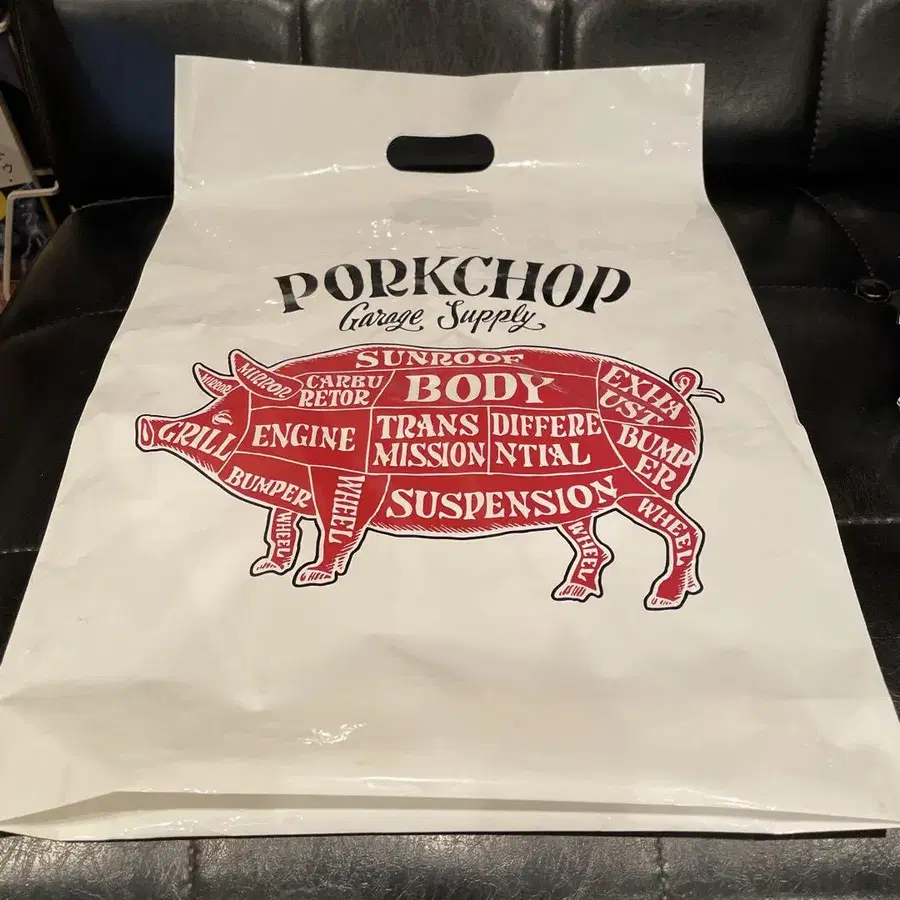 PORKCHOP
Garage Supply
SUNROOF
MIRROR
MIRROR
CARBU
RETOR
BODY
EXHA
UST
GRILL
ENGINE
TRANS
MISSION
DIFFERE
NTIAL
BUMP
ER
BUMPER
WHEEL
WHEEL
SUSPENSION
WHEEL
WHEEL